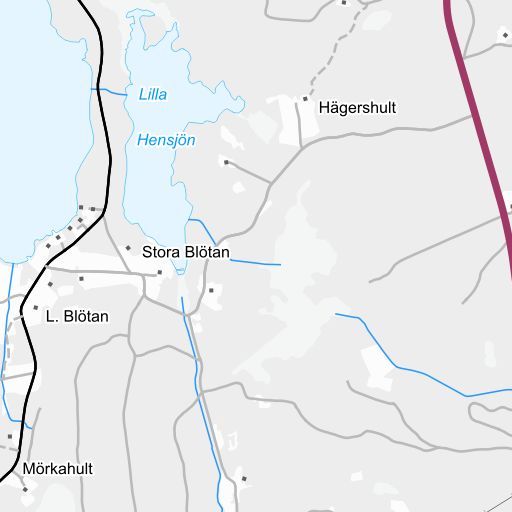 Lilla
Hägershult
Hensjön
Stora Blötan
L. Blötan
Mörkahult